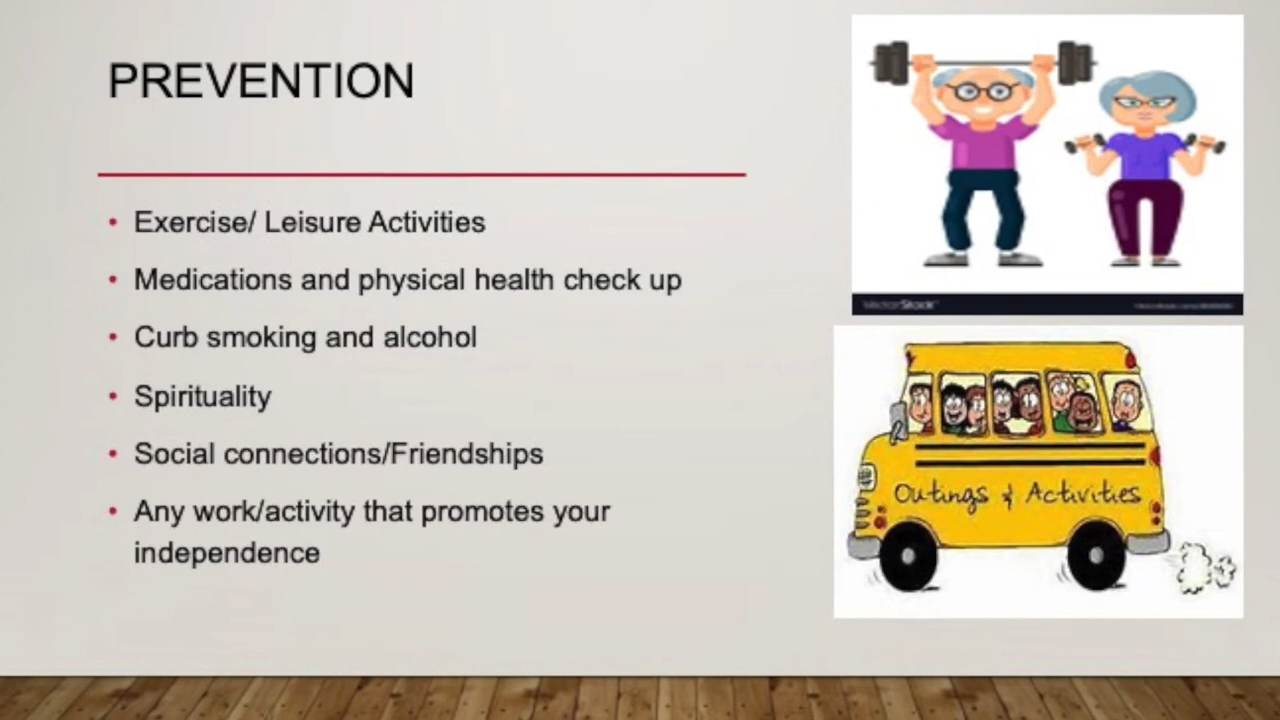 PREVENTION
• Exercise/ Leisure Activities
• Medications and physical health check up
• Curb smoking and alcohol
• Spirituality
• Social connections/Friendships
• Any work/activity that promotes your
independence
VectorStock
Outings & Activities